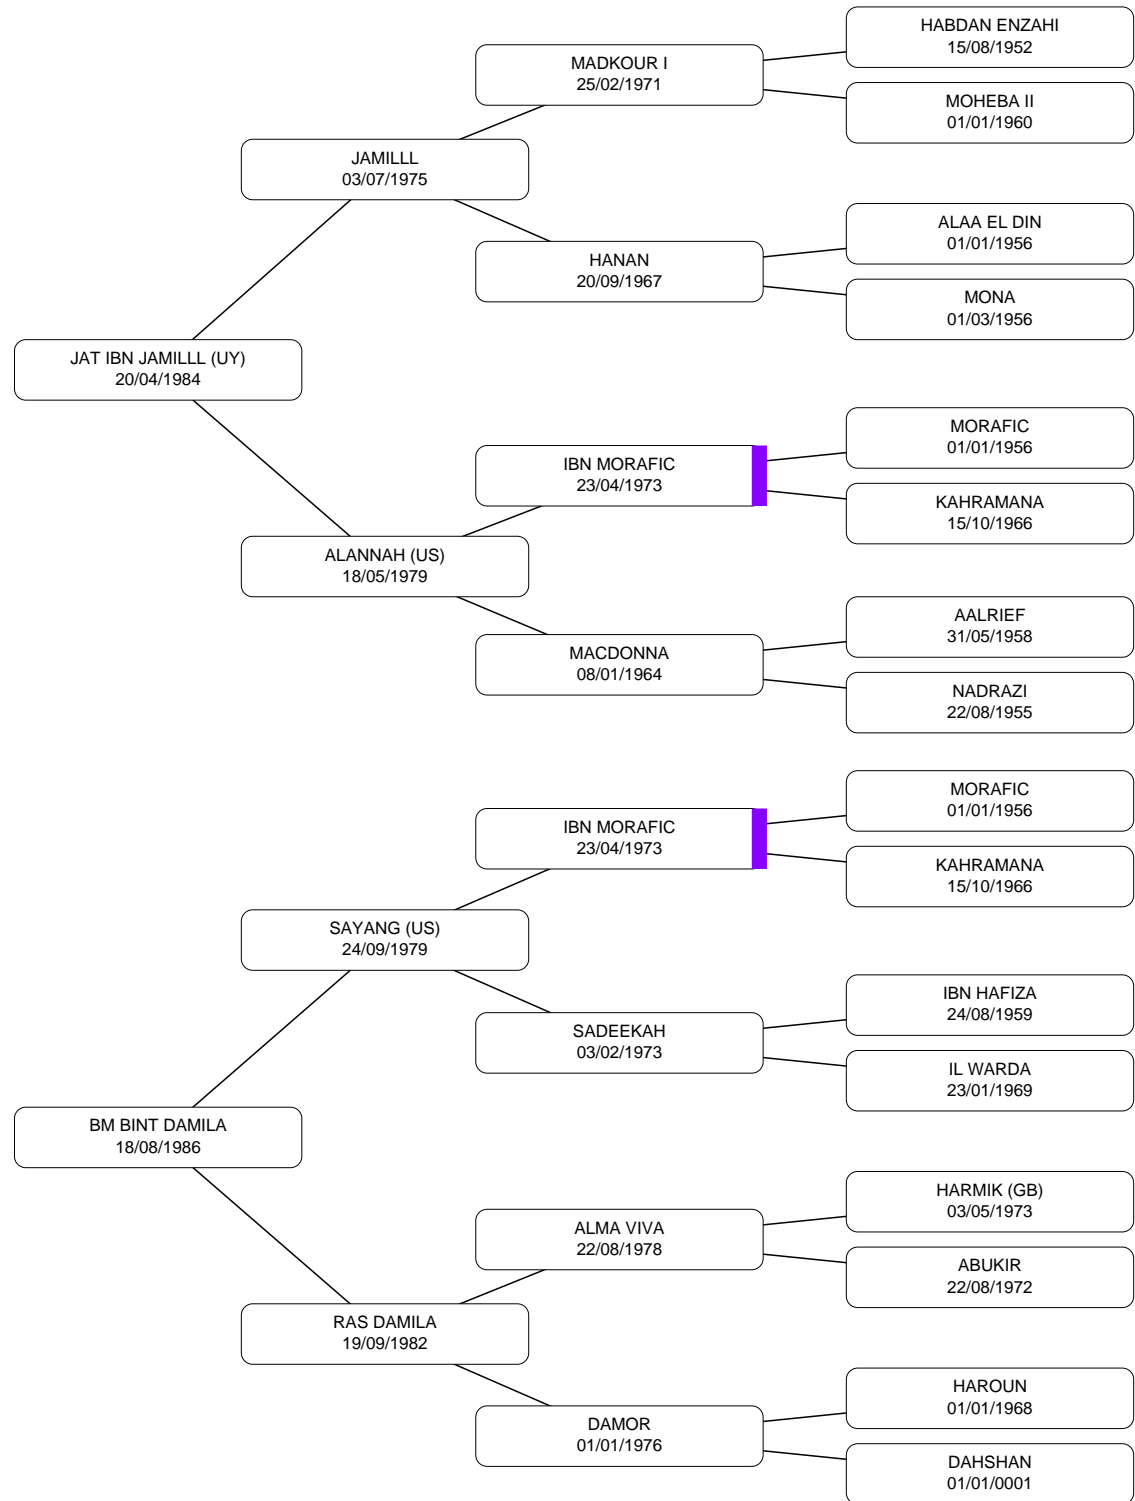 HABDAN ENZAHI
15/08/1952
MADKOUR I
25/02/1971
MOHEBA II
01/01/1960
JAMILLL
03/07/1975
ALAA EL DIN
01/01/1956
HANAN
20/09/1967
MONA
01/03/1956
JAT IBN JAMILLL (UY)
20/04/1984
MORAFIC
01/01/1956
IBN MORAFIC
23/04/1973
KAHRAMANA
15/10/1966
ALANNAH (US)
18/05/1979
AALRIEF
31/05/1958
MACDONNA
08/01/1964
NADRAZI
22/08/1955
MORAFIC
01/01/1956
IBN MORAFIC
23/04/1973
KAHRAMANA
15/10/1966
SAYANG (US)
24/09/1979
IBN HAFIZA
24/08/1959
SADEEKAH
03/02/1973
IL WARDA
23/01/1969
BM BINT DAMILA
18/08/1986
HARMIK (GB)
03/05/1973
ALMA VIVA
22/08/1978
ABUKIR
22/08/1972
RAS DAMILA
19/09/1982
HAROUN
01/01/1968
DAMOR
01/01/1976
DAHSHAN
01/01/0001